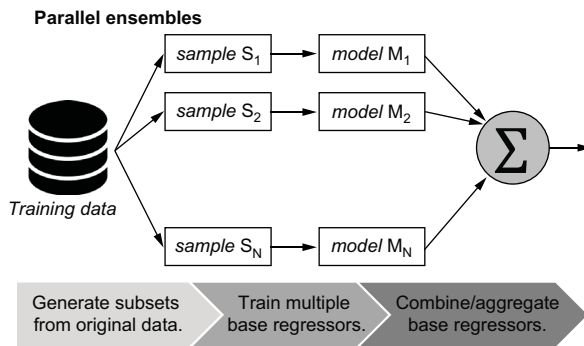 Parallel ensembles
sample S1
model M1
sample S2
model M2
Σ
Training data
sample SN
model MN
Generate subsets
from original data.
Train multiple
base regressors.
Combine/aggregate
base regressors.